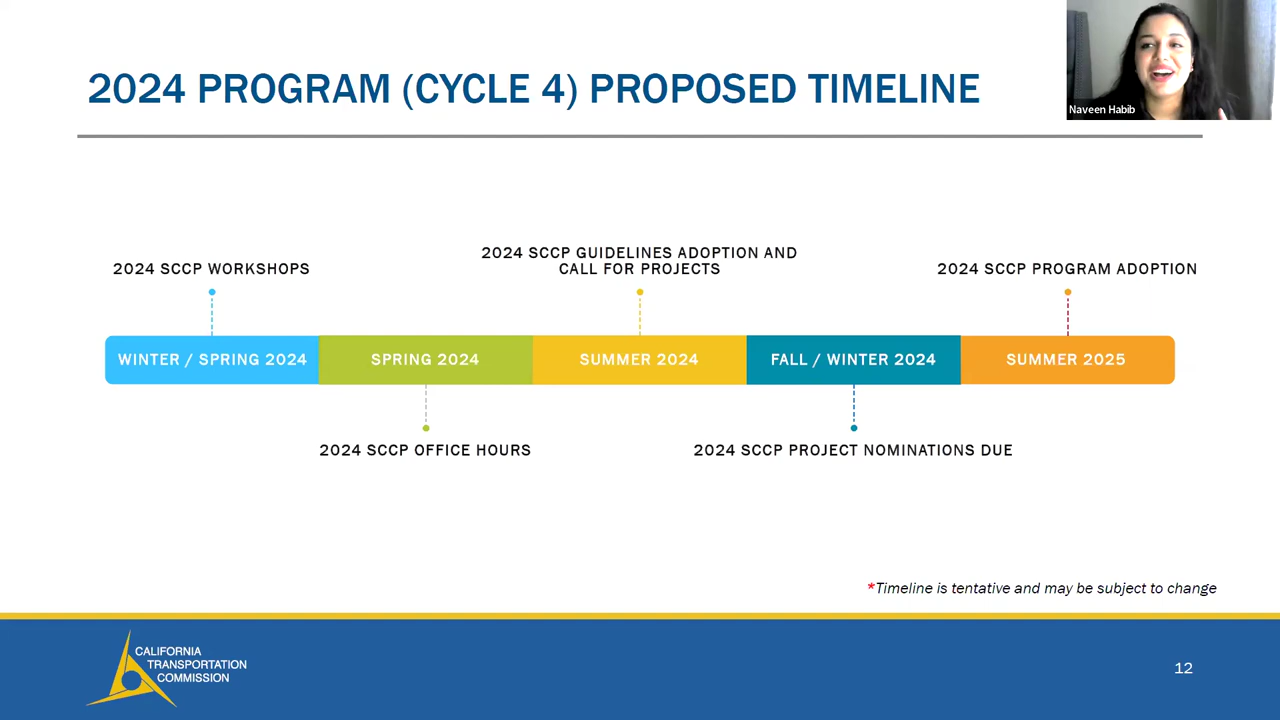 2024 PROGRAM (CYCLE 4) PROPOSED TIMELINE
Naveen Habib
2024 SCCP WORKSHOPS
2024 SCCP GUIDELINES ADOPTION AND
CALL FOR PROJECTS
2024 SCCP PROGRAM ADOPTION
WINTER / SPRING 2024
SPRING 2024
SUMMER 2024
FALL / WINTER 2024
SUMMER 2025
2024 SCCP OFFICE HOURS
2024 SCCP PROJECT NOMINATIONS DUE
*Timeline is tentative and may be subject to change
CALIFORNIA
TRANSPORTATION
COMMISSION
12